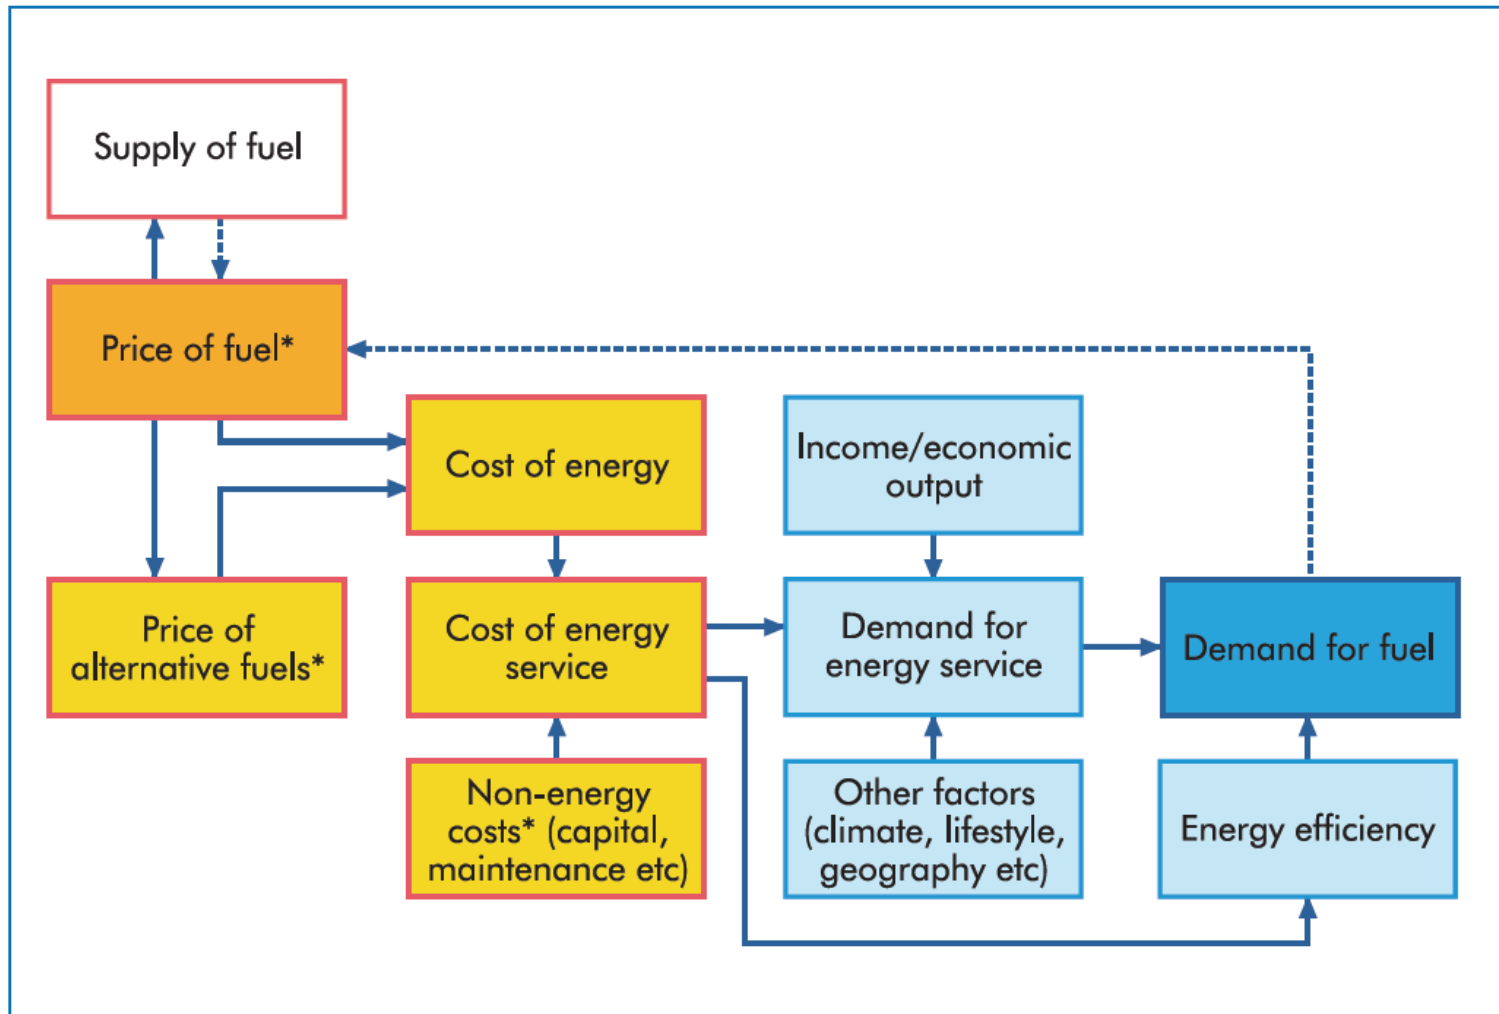 Supply of fuel
Price of fuel*
Cost of energy
Income/economic
output
Price of
alternative fuels*
Cost of energy
service
Demand for
energy service
Demand for fuel
Non-energy
costs* (capital,
maintenance etc)
Other factors
(climate, lifestyle,
geography etc)
Energy efficiency